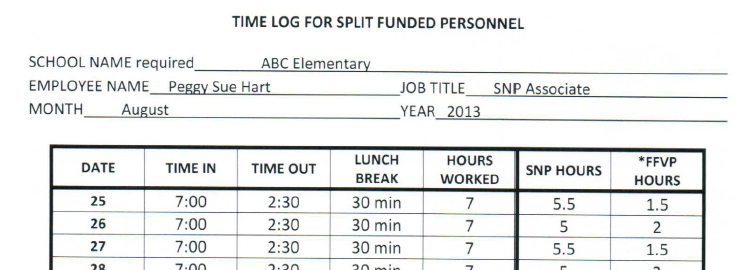 TIME LOG FOR SPLIT FUNDED PERSONNEL
SCHOOL NAME required ABC Elementary
EMPLOYEE NAME Peggy Sue Hart JOB TITLE SNP Associate
MONTH August YEAR 2013
DATE TIME IN TIME OUT LUNCH BREAK HOURS WORKED SNP HOURS *FFVP HOURS
25 7:00 2:30 30 min 7 5.5 1.5
26 7:00 2:30 30 min 7 5 2
27 7:00 2:30 30 min 7 5.5 1.5
28 7:00 2:30 30 min 7 5 2